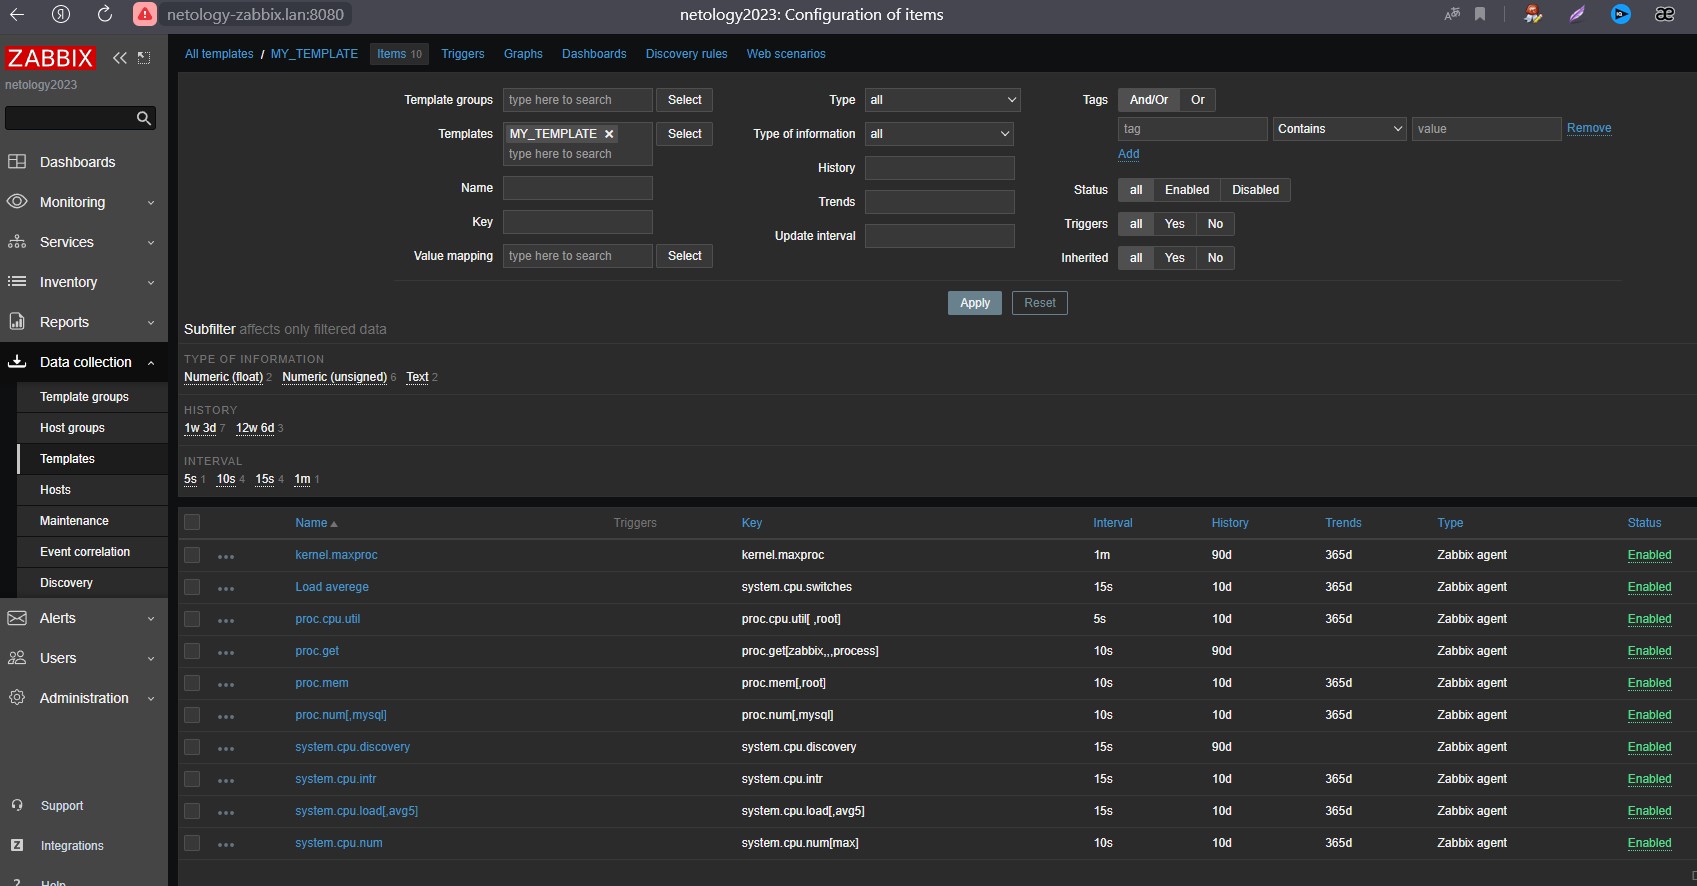 netology-zabbix.lan:8080
netology2023: Configuration of items
ZABBIX
netology2023
Dashboards
Monitoring
Services
Inventory
Reports
Data collection
Template groups
Host groups
Templates
Hosts
Maintenance
Event correlation
Discovery
Alerts
Users
Administration
Support
Integrations
Help
All templates / MY_TEMPLATE Items 10 Triggers Graphs Dashboards Discovery rules Web scenarios
Template groups type here to search Select
Templates MY_TEMPLATE Select
type here to search
Name
Key
Value mapping type here to search Select
Type all
Type of information all
History
Trends
Update interval
Tags And/Or Or
tag Contains value Remove
Add
Status all Enabled Disabled
Triggers all Yes No
Inherited all Yes No
Apply Reset
Subfilter affects only filtered data
TYPE OF INFORMATION
Numeric (float) 2 Numeric (unsigned) 6 Text 2
HISTORY
1w 3d 7 12w 6d 3
INTERVAL
5s 1 10s 4 15s 4 1m 1
Name Triggers Key Interval History Trends Type Status
kernel.maxproc kernel.maxproc 1m 90d 365d Zabbix agent Enabled
Load averege system.cpu.switches 15s 10d 365d Zabbix agent Enabled
proc.cpu.util proc.cpu.util[ ,root] 5s 10d 365d Zabbix agent Enabled
proc.get proc.get[zabbix,,,process] 10s 90d Zabbix agent Enabled
proc.mem proc.mem[,root] 10s 10d 365d Zabbix agent Enabled
proc.num[,mysql] proc.num[,mysql] 10s 10d 365d Zabbix agent Enabled
system.cpu.discovery system.cpu.discovery 15s 90d Zabbix agent Enabled
system.cpu.intr system.cpu.intr 15s 10d 365d Zabbix agent Enabled
system.cpu.load[,avg5] system.cpu.load[,avg5] 15s 10d 365d Zabbix agent Enabled
system.cpu.num system.cpu.num[max] 10s 10d 365d Zabbix agent Enabled